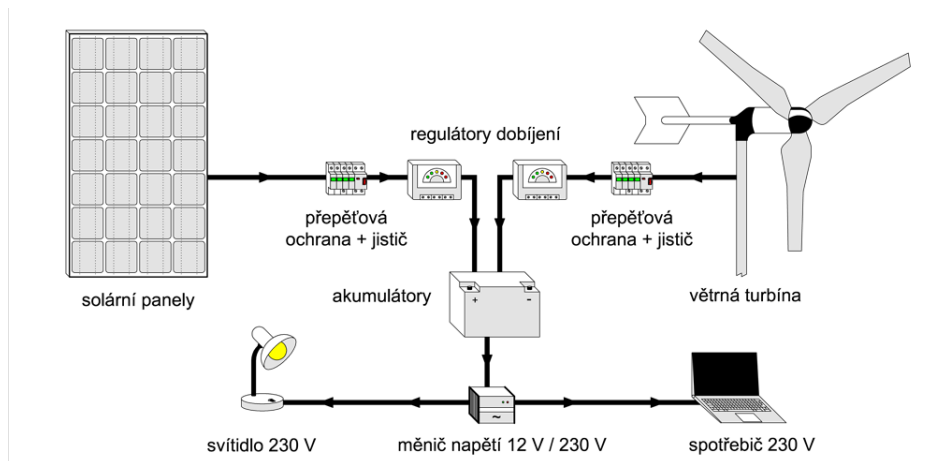 regulátory dobíjení
přepěťová
ochrana + jistič
přepěťová
ochrana + jistič
solární panely
akumulátory
+ -
větrná turbína
svítidlo 230 V
měnič napětí 12 V / 230 V
spotřebič 230 V